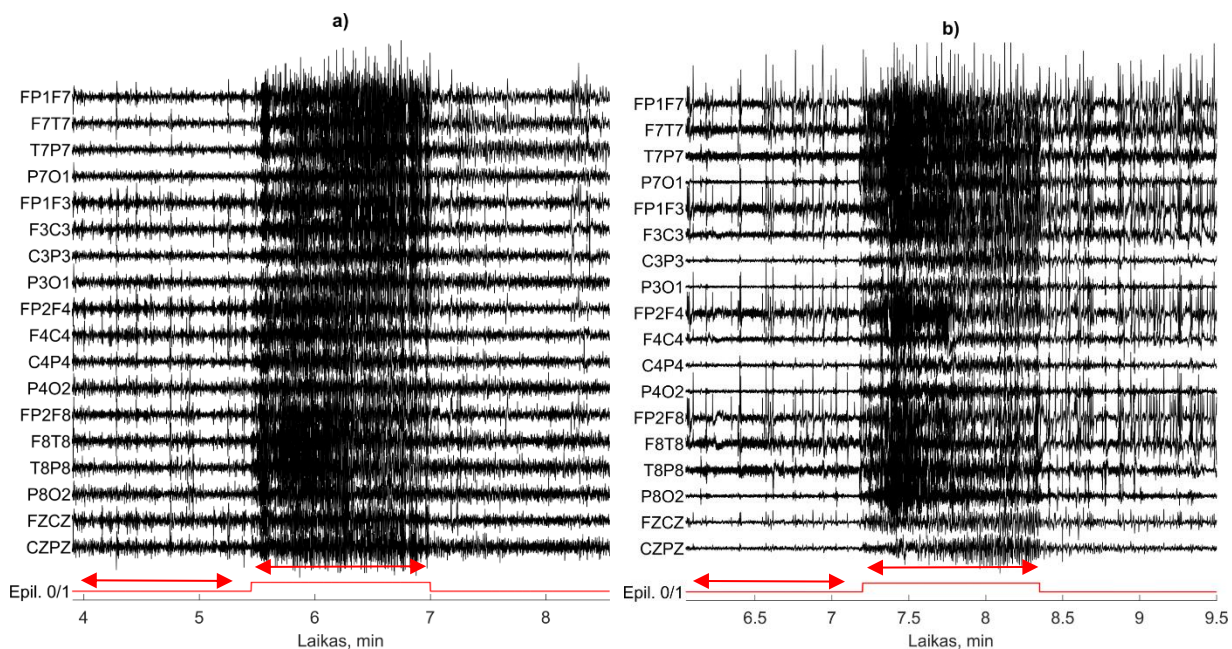 a)
FP1F7
F7T7
T7P7
P7O1
FP1F3
F3C3
C3P3
P3O1
FP2F4
F4C4
C4P4
P4O2
FP2F8
F8T8
T8P8
P8O2
FZCZ
CZPZ
Epil. 0/1
4 5 6 7 8
Laikas, min
b)
FP1F7
F7T7
T7P7
P7O1
FP1F3
F3C3
C3P3
P3O1
FP2F4
F4C4
C4P4
P4O2
FP2F8
F8T8
T8P8
P8O2
FZCZ
CZPZ
Epil. 0/1
6.5 7 7.5 8 8.5 9 9.5
Laikas, min